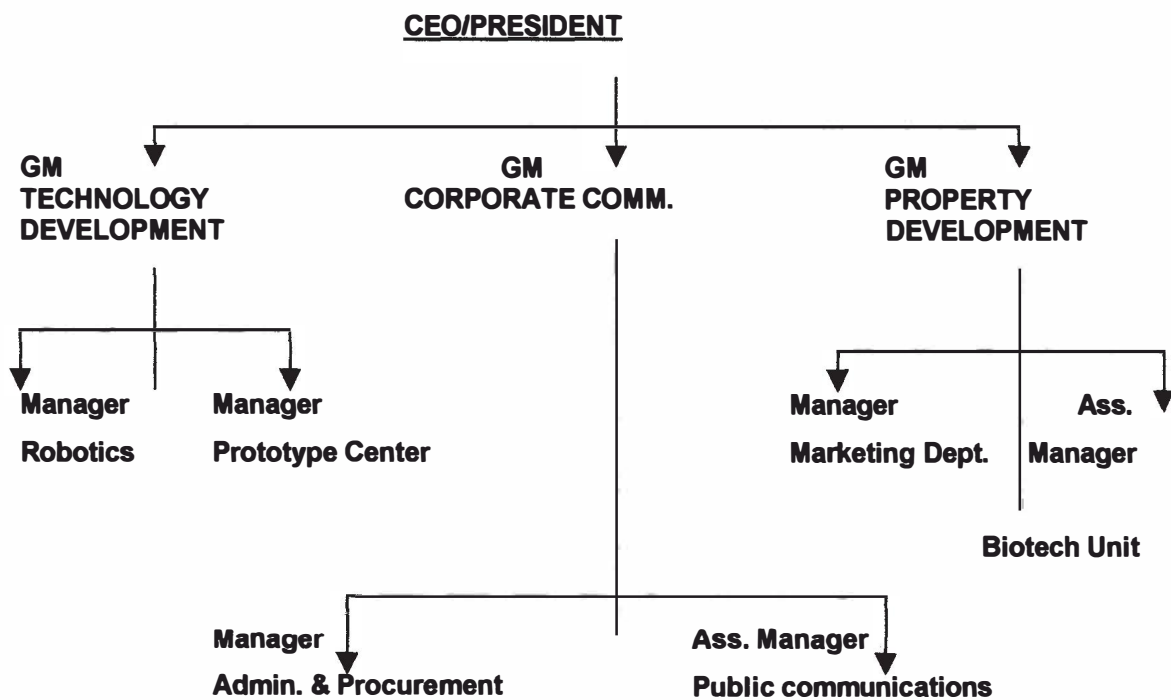 CEO/PRESIDENT
GM
TECHNOLOGY
DEVELOPMENT
GM
CORPORATE COMM.
GM
PROPERTY
DEVELOPMENT
Manager
Robotics
Manager
Prototype Center
Manager
Marketing Dept.
Ass.
Manager
Biotech Unit
Manager
Admin. & Procurement
Ass. Manager
Public communications